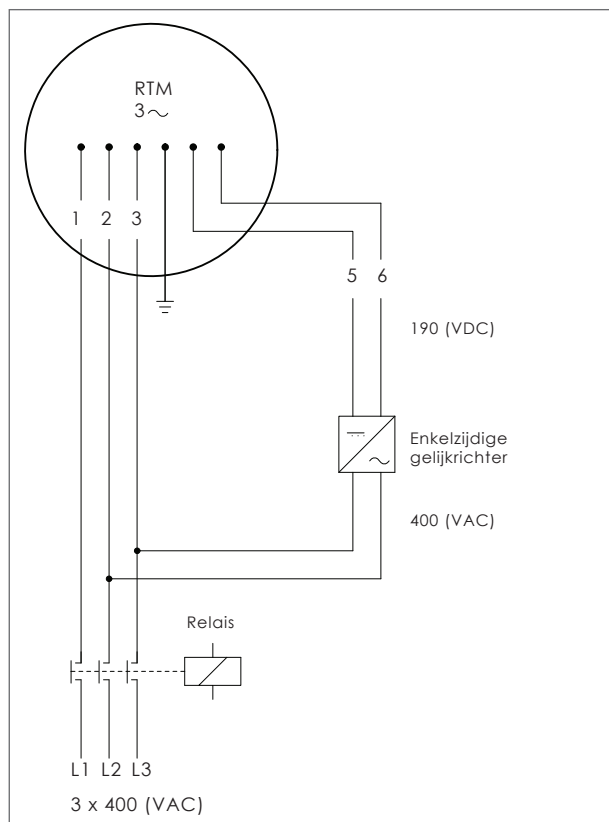 RTM
3~
1 2 3
5 6
190 (VDC)
Enkelzijdige
gelijkrichter
400 (VAC)
Relais
L1 L2 L3
3 x 400 (VAC)